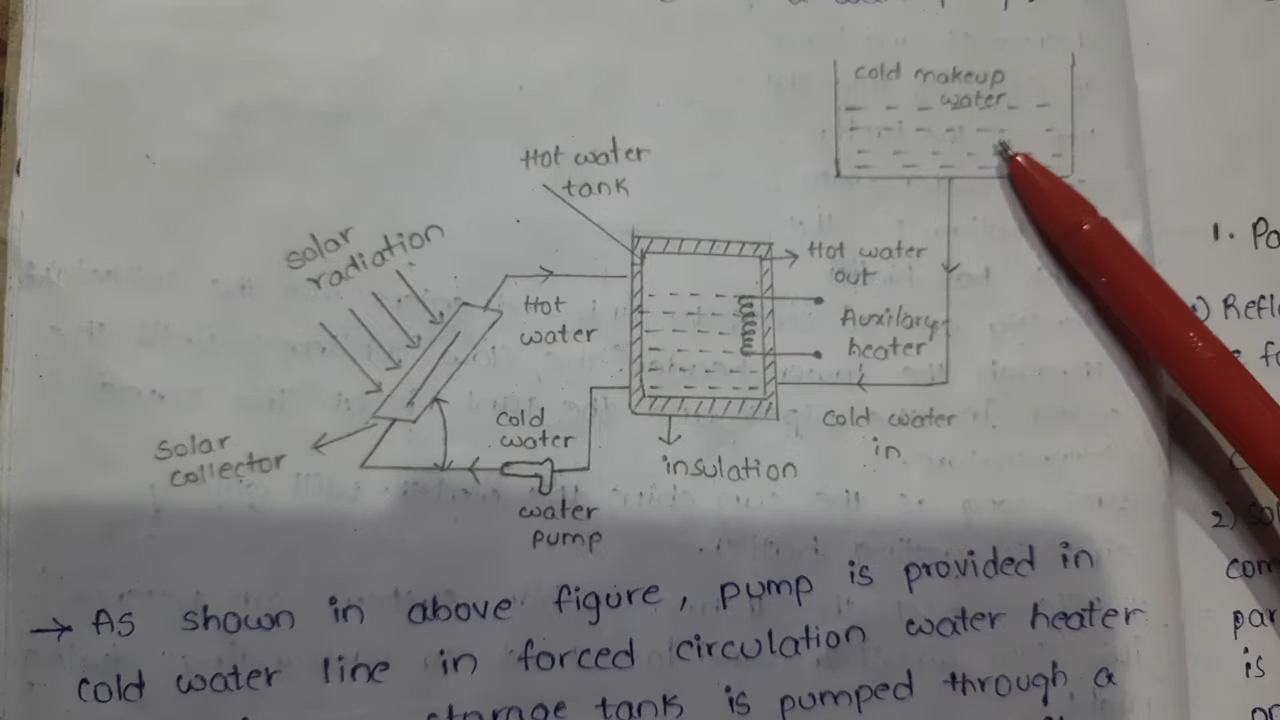 cold makeup
water
Hot water
tank
solar
radiation
Hot water
out
Hot
water
Auxilary
heater
Cold
water
Cold water
in
Solar
collector
insulation
water
pump
→ As shown in above figure, pump is provided in
cold water line in forced circulation water heater
storage tank is pumped through a
1. Po
Refl
2) Sol
com
par
is